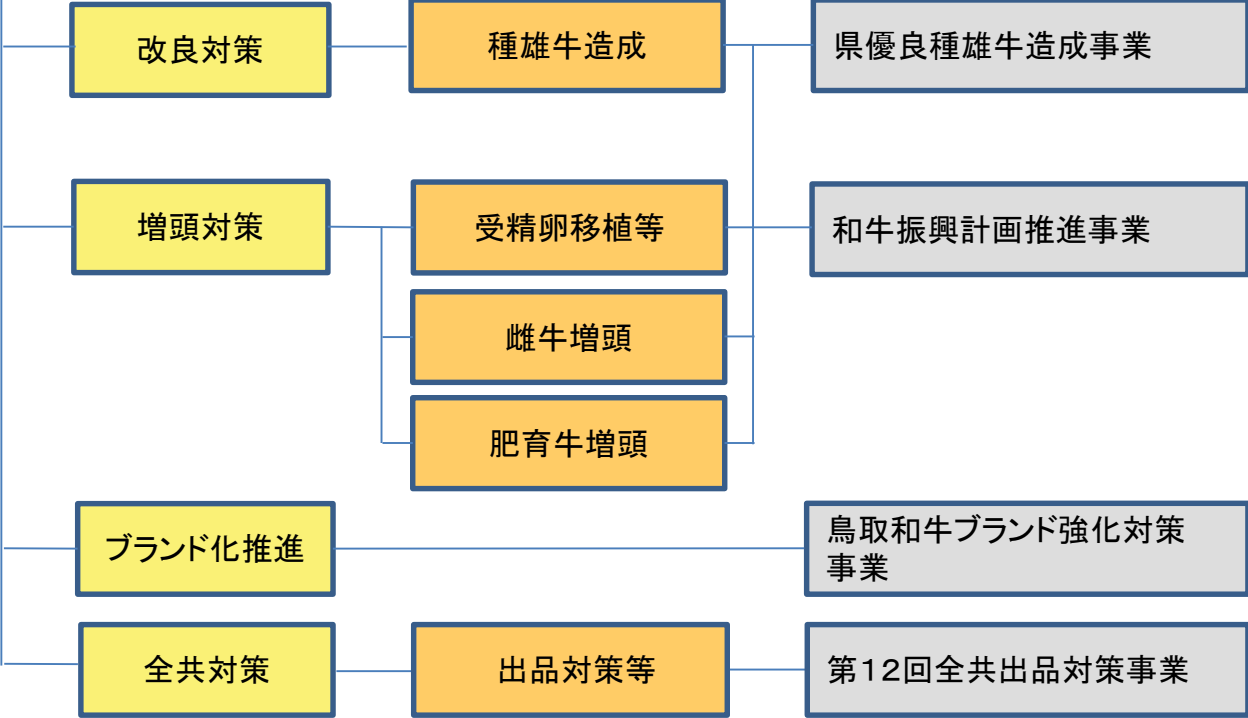 改良対策
種雄牛造成
県優良種雄牛造成事業
増頭対策
受精卵移植等
和牛振興計画推進事業
雌牛増頭
肥育牛増頭
ブランド化推進
鳥取和牛ブランド強化対策
事業
全共対策
出品対策等
第12回全共出品対策事業